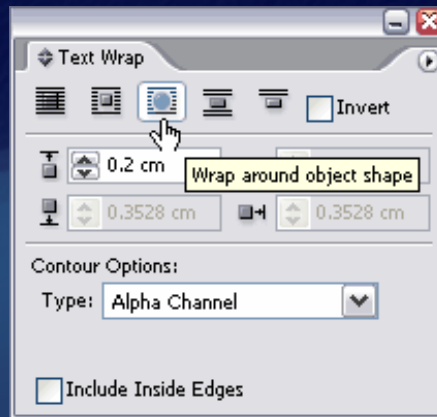 Text Wrap
Invert
0.2 cm
Wrap around object shape
0.3528 cm
0.3528 cm
Contour Options:
Type: Alpha Channel
Include Inside Edges